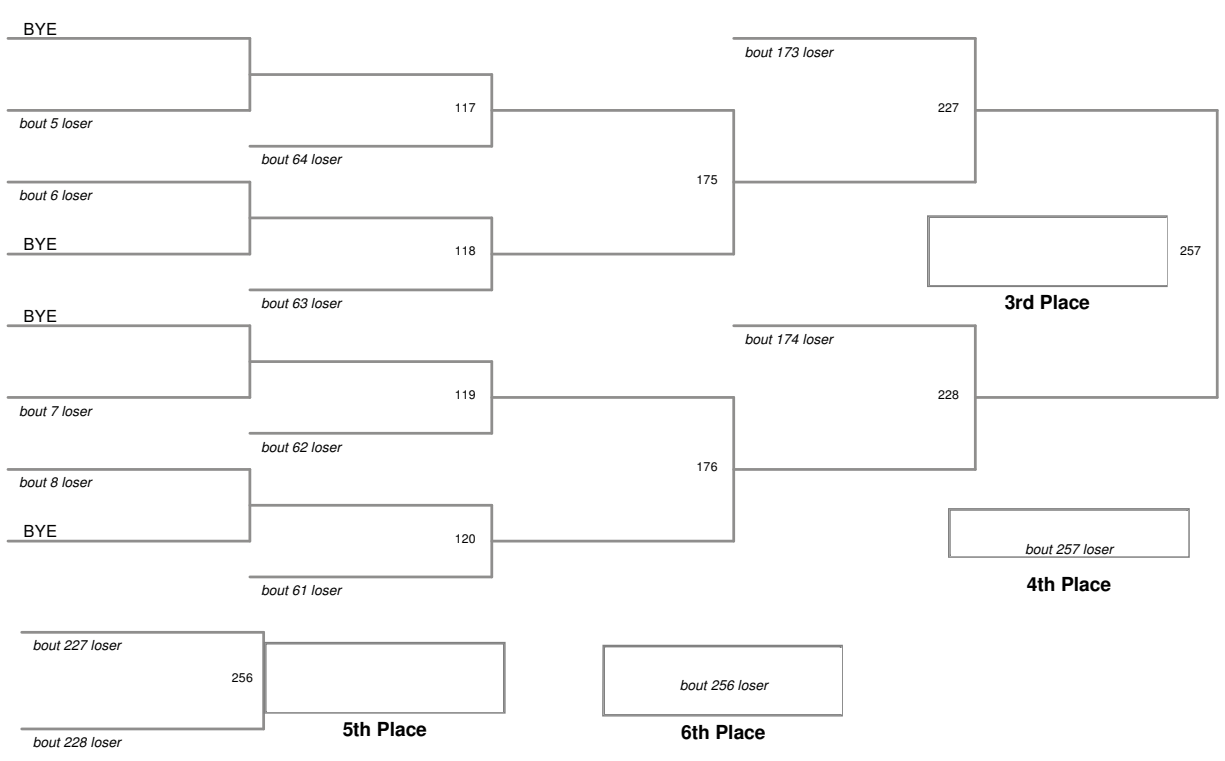 BYE
bout 173 loser
117
227
bout 5 loser
bout 64 loser
175
bout 6 loser
BYE
118
257
bout 63 loser
3rd Place
BYE
bout 174 loser
119
228
bout 7 loser
bout 62 loser
176
bout 8 loser
BYE
120
bout 257 loser
bout 61 loser
4th Place
bout 227 loser
256
bout 256 loser
5th Place
6th Place
bout 228 loser